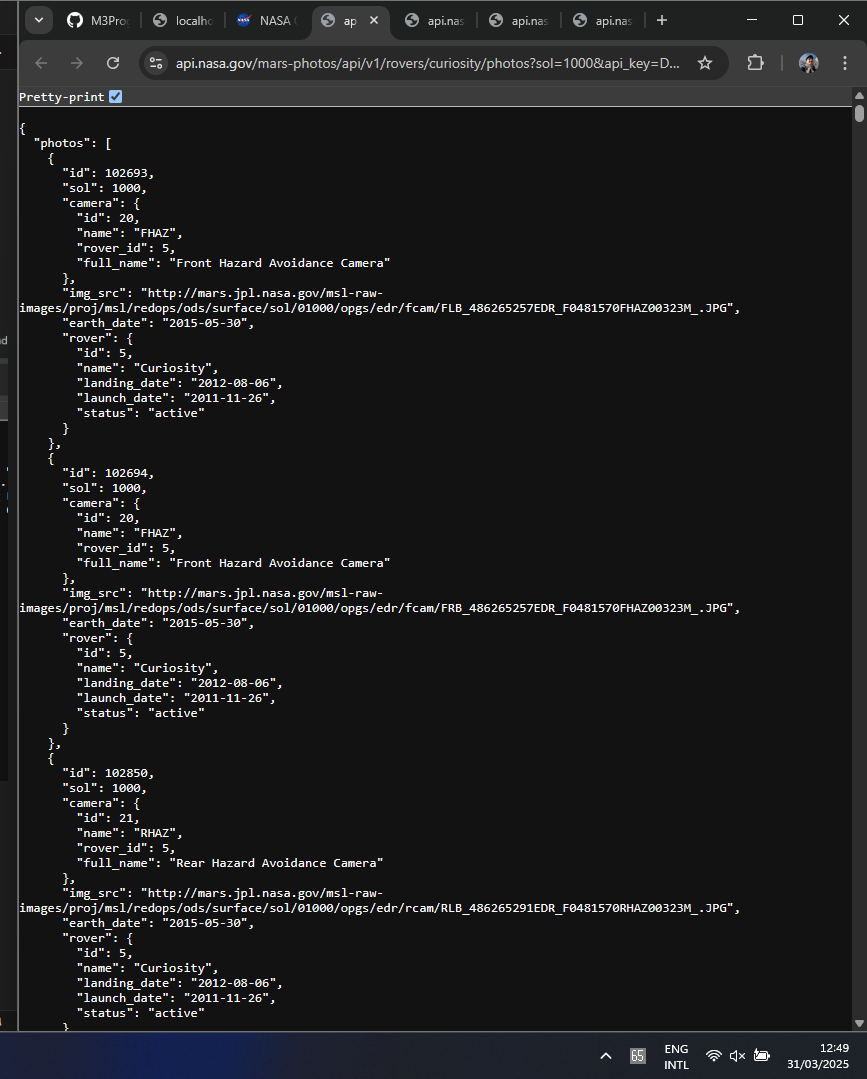 M3Pro
localho
NASA
ap
api.nas
api.nas
api.nas
api.nasa.gov/mars-photos/api/v1/rovers/curiosity/photos?sol=1000&api_key=D...
Pretty-print
{
"photos": [
{
"id": 102693,
"sol": 1000,
"camera": {
"id": 20,
"name": "FHAZ",
"rover_id": 5,
"full_name": "Front Hazard Avoidance Camera"
},
"img_src": "http://mars.jpl.nasa.gov/msl-raw-
images/proj/msl/redops/ods/surface/sol/01000/opgs/edr/fcam/FLB_486265257EDR_F0481570FHAZ00323M_.JPG",
"earth_date": "2015-05-30",
"rover": {
"id": 5,
"name": "Curiosity",
"landing_date": "2012-08-06",
"launch_date": "2011-11-26",
"status": "active"
}
},
{
"id": 102694,
"sol": 1000,
"camera": {
"id": 20,
"name": "FHAZ",
"rover_id": 5,
"full_name": "Front Hazard Avoidance Camera"
},
"img_src": "http://mars.jpl.nasa.gov/msl-raw-
images/proj/msl/redops/ods/surface/sol/01000/opgs/edr/fcam/FRB_486265257EDR_F0481570FHAZ00323M_.JPG",
"earth_date": "2015-05-30",
"rover": {
"id": 5,
"name": "Curiosity",
"landing_date": "2012-08-06",
"launch_date": "2011-11-26",
"status": "active"
}
},
{
"id": 102850,
"sol": 1000,
"camera": {
"id": 21,
"name": "RHAZ",
"rover_id": 5,
"full_name": "Rear Hazard Avoidance Camera"
},
"img_src": "http://mars.jpl.nasa.gov/msl-raw-
images/proj/msl/redops/ods/surface/sol/01000/opgs/edr/rcam/RLB_486265291EDR_F0481570RHAZ00323M_.JPG",
"earth_date": "2015-05-30",
"rover": {
"id": 5,
"name": "Curiosity",
"landing_date": "2012-08-06",
"launch_date": "2011-11-26",
"status": "active"
}
65
ENG
INTL
12:49
31/03/2025